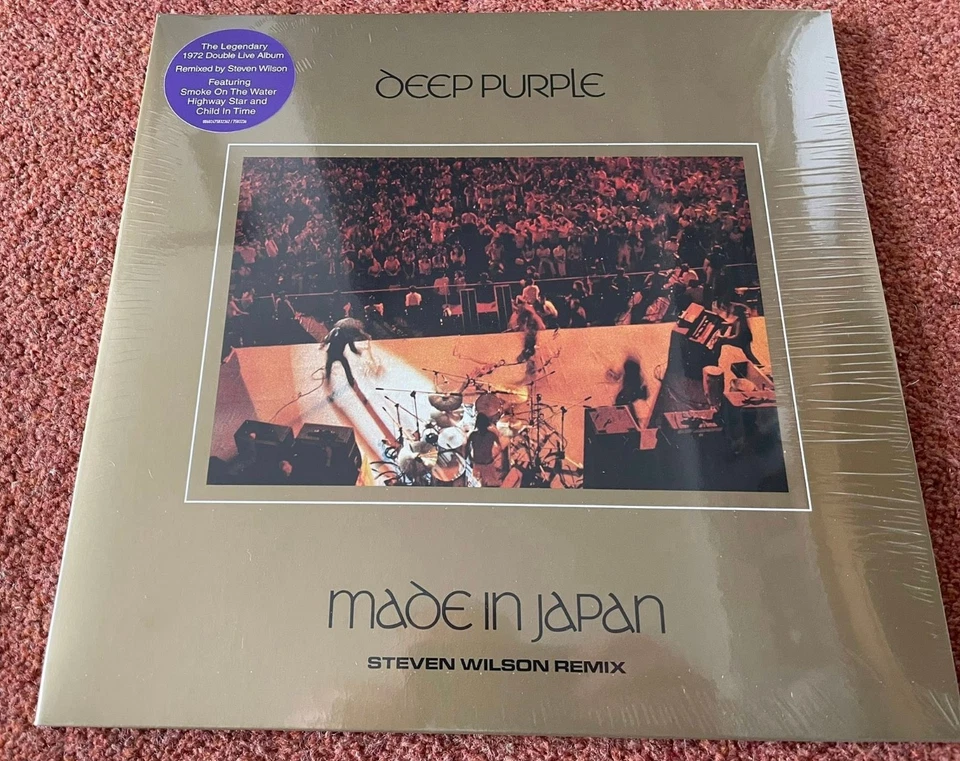 The Legendary
1972 Double Live Album
Remixed by Steven Wilson
Featuring
Smoke On The Water
Highway Star and
Child In Time
DEEP PURPLE
MADE IN JAPAN
STEVEN WILSON REMIX